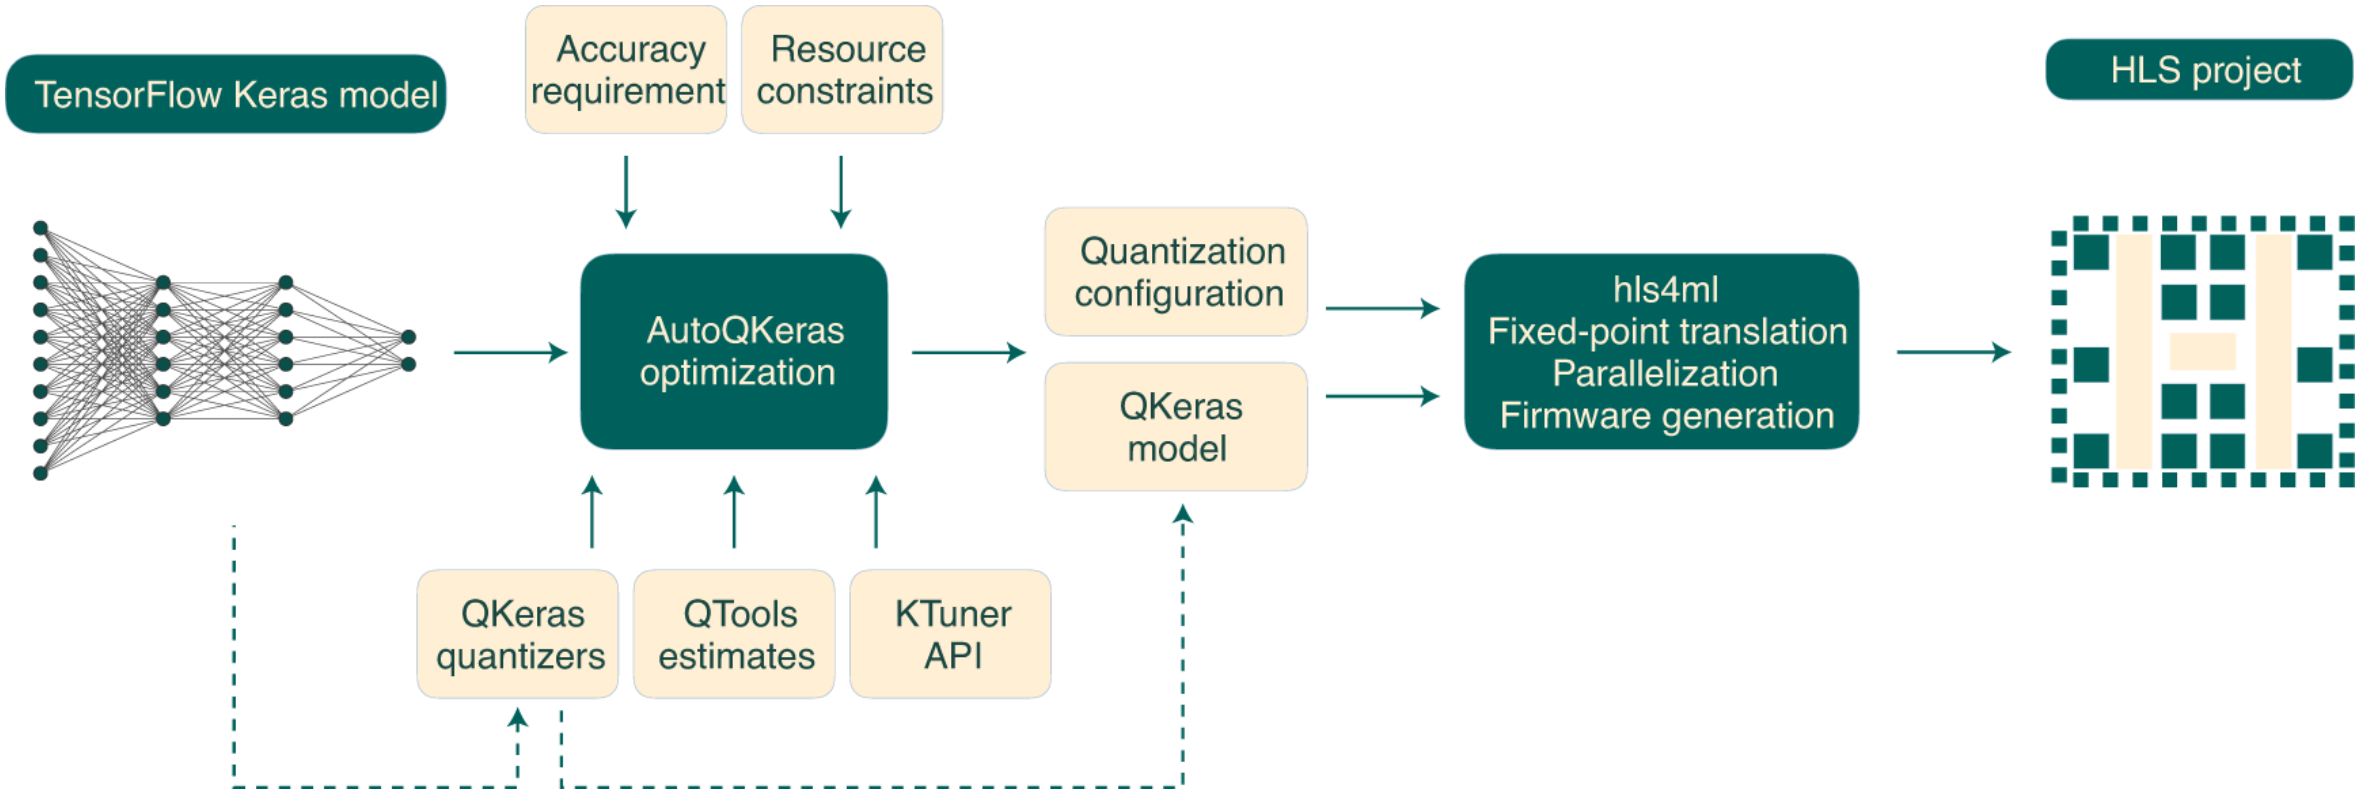 TensorFlow Keras model
Accuracy
requirement
Resource
constraints
HLS project
AutoQKeras
optimization
Quantization
configuration
QKeras
model
hls4ml
Fixed-point translation
Parallelization
Firmware generation
QKeras
quantizers
QTools
estimates
KTuner
API